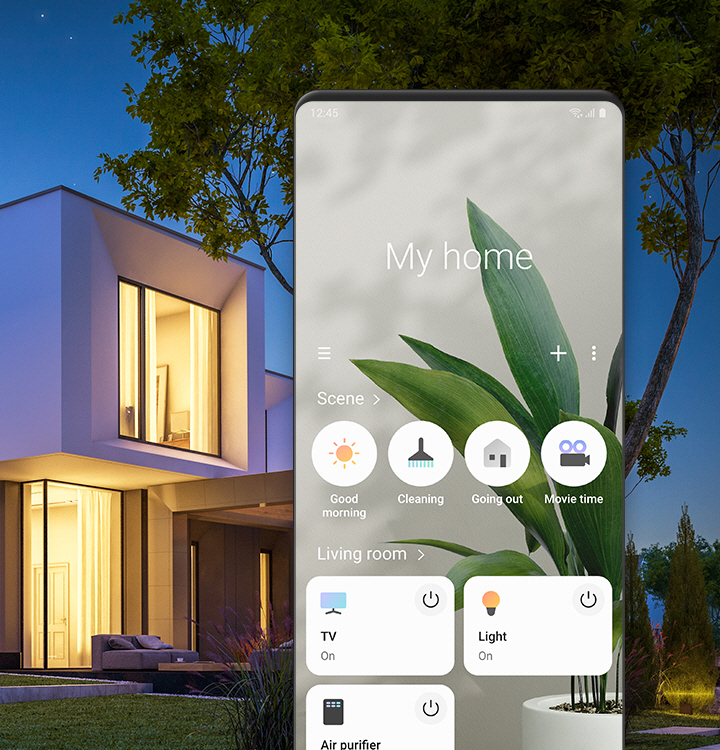 12:45
My home
Scene >
Good morning
Cleaning
Going out
Movie time
Living room >
TV
On
Light
On
Air purifier